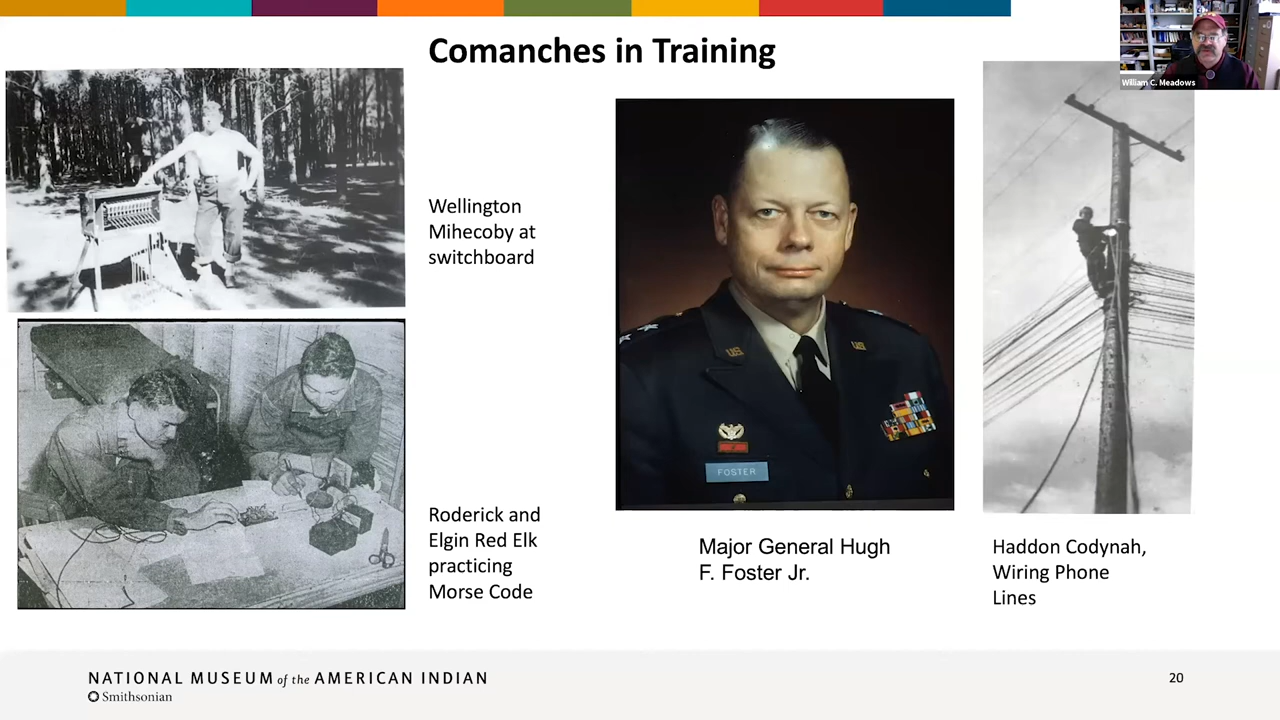 Comanches in Training
William C. Meadows
Wellington
Mihecoby at
switchboard
Roderick and
Elgin Red Elk
practicing
Morse Code
U.S.
U.S.
FOSTER
Major General Hugh
F. Foster Jr.
Haddon Codynah,
Wiring Phone
Lines
NATIONAL MUSEUM of the AMERICAN INDIAN
Smithsonian
20